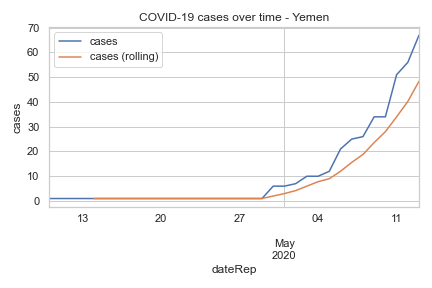 COVID-19 cases over time - Yemen
cases
cases (rolling)
70
60
50
40
30
20
10
0
cases
13 20 27 04 11
May
2020
dateRep